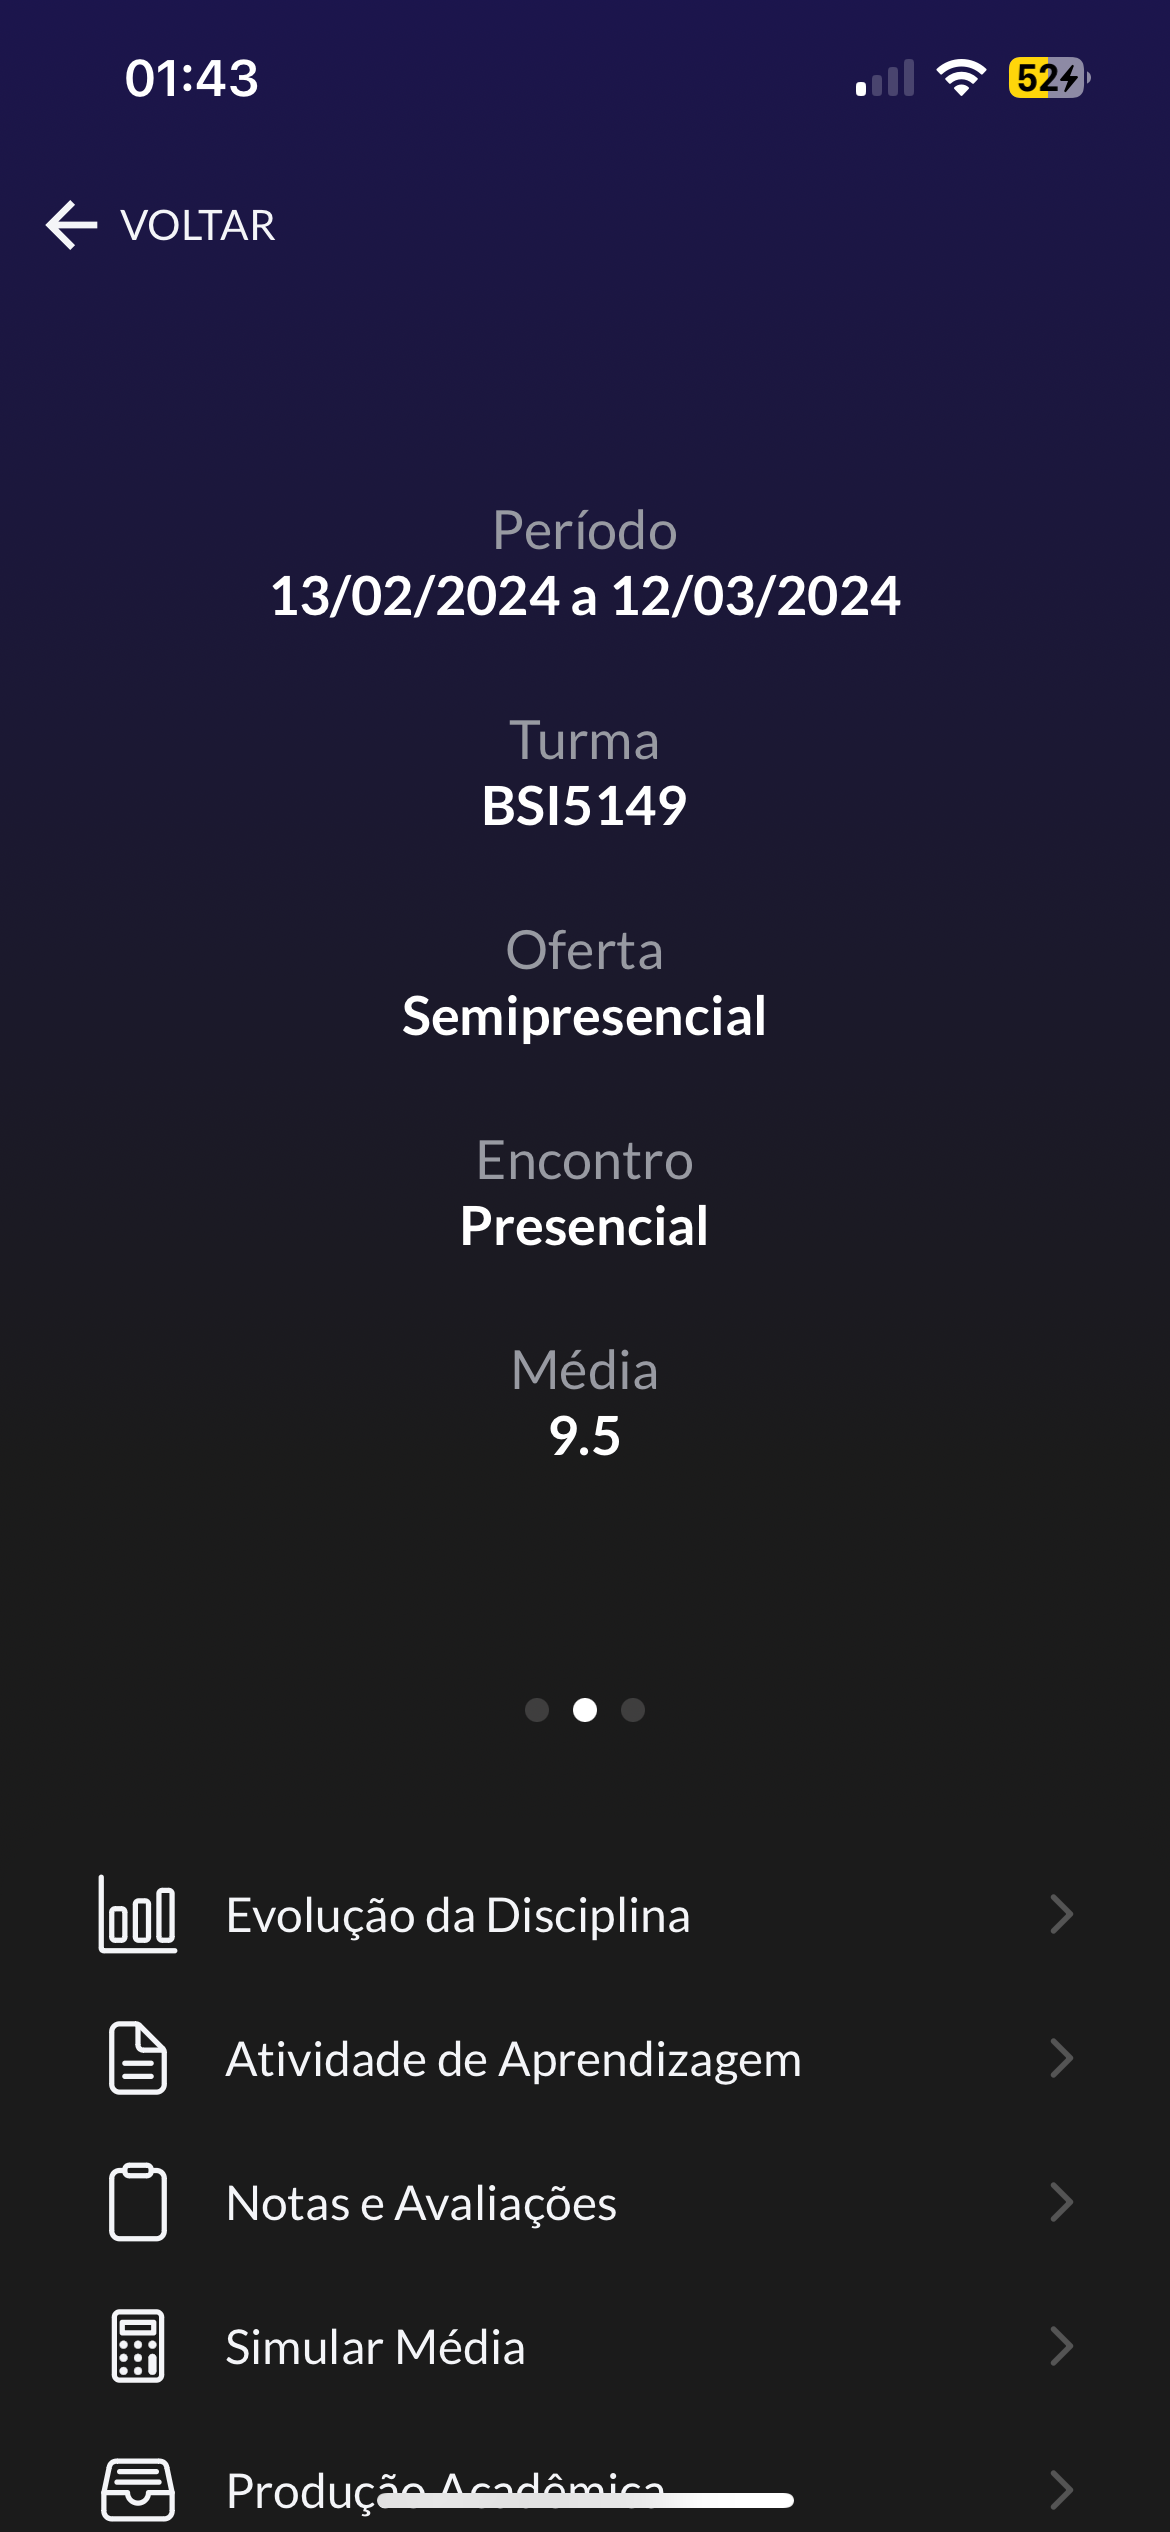 01:43
52
VOLTAR
Período
13/02/2024 a 12/03/2024
Turma
BSI5149
Oferta
Semipresencial
Encontro
Presencial
Média
9.5
Evolução da Disciplina
Atividade de Aprendizagem
Notas e Avaliações
Simular Média
Produção Acadêmica